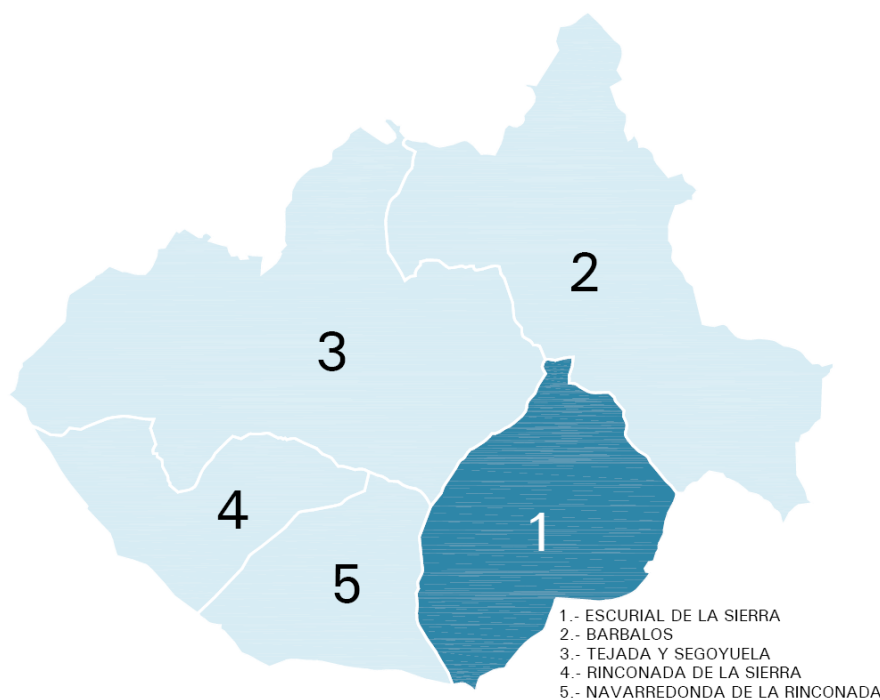 2
3
1
4
5
1.- ESCURIAL DE LA SIERRA
2.- BARBALOS
3.- TEJADA Y SEGOYUELA
4.- RINCONADA DE LA SIERRA
5.- NAVARREDONDA DE LA RINCONADA